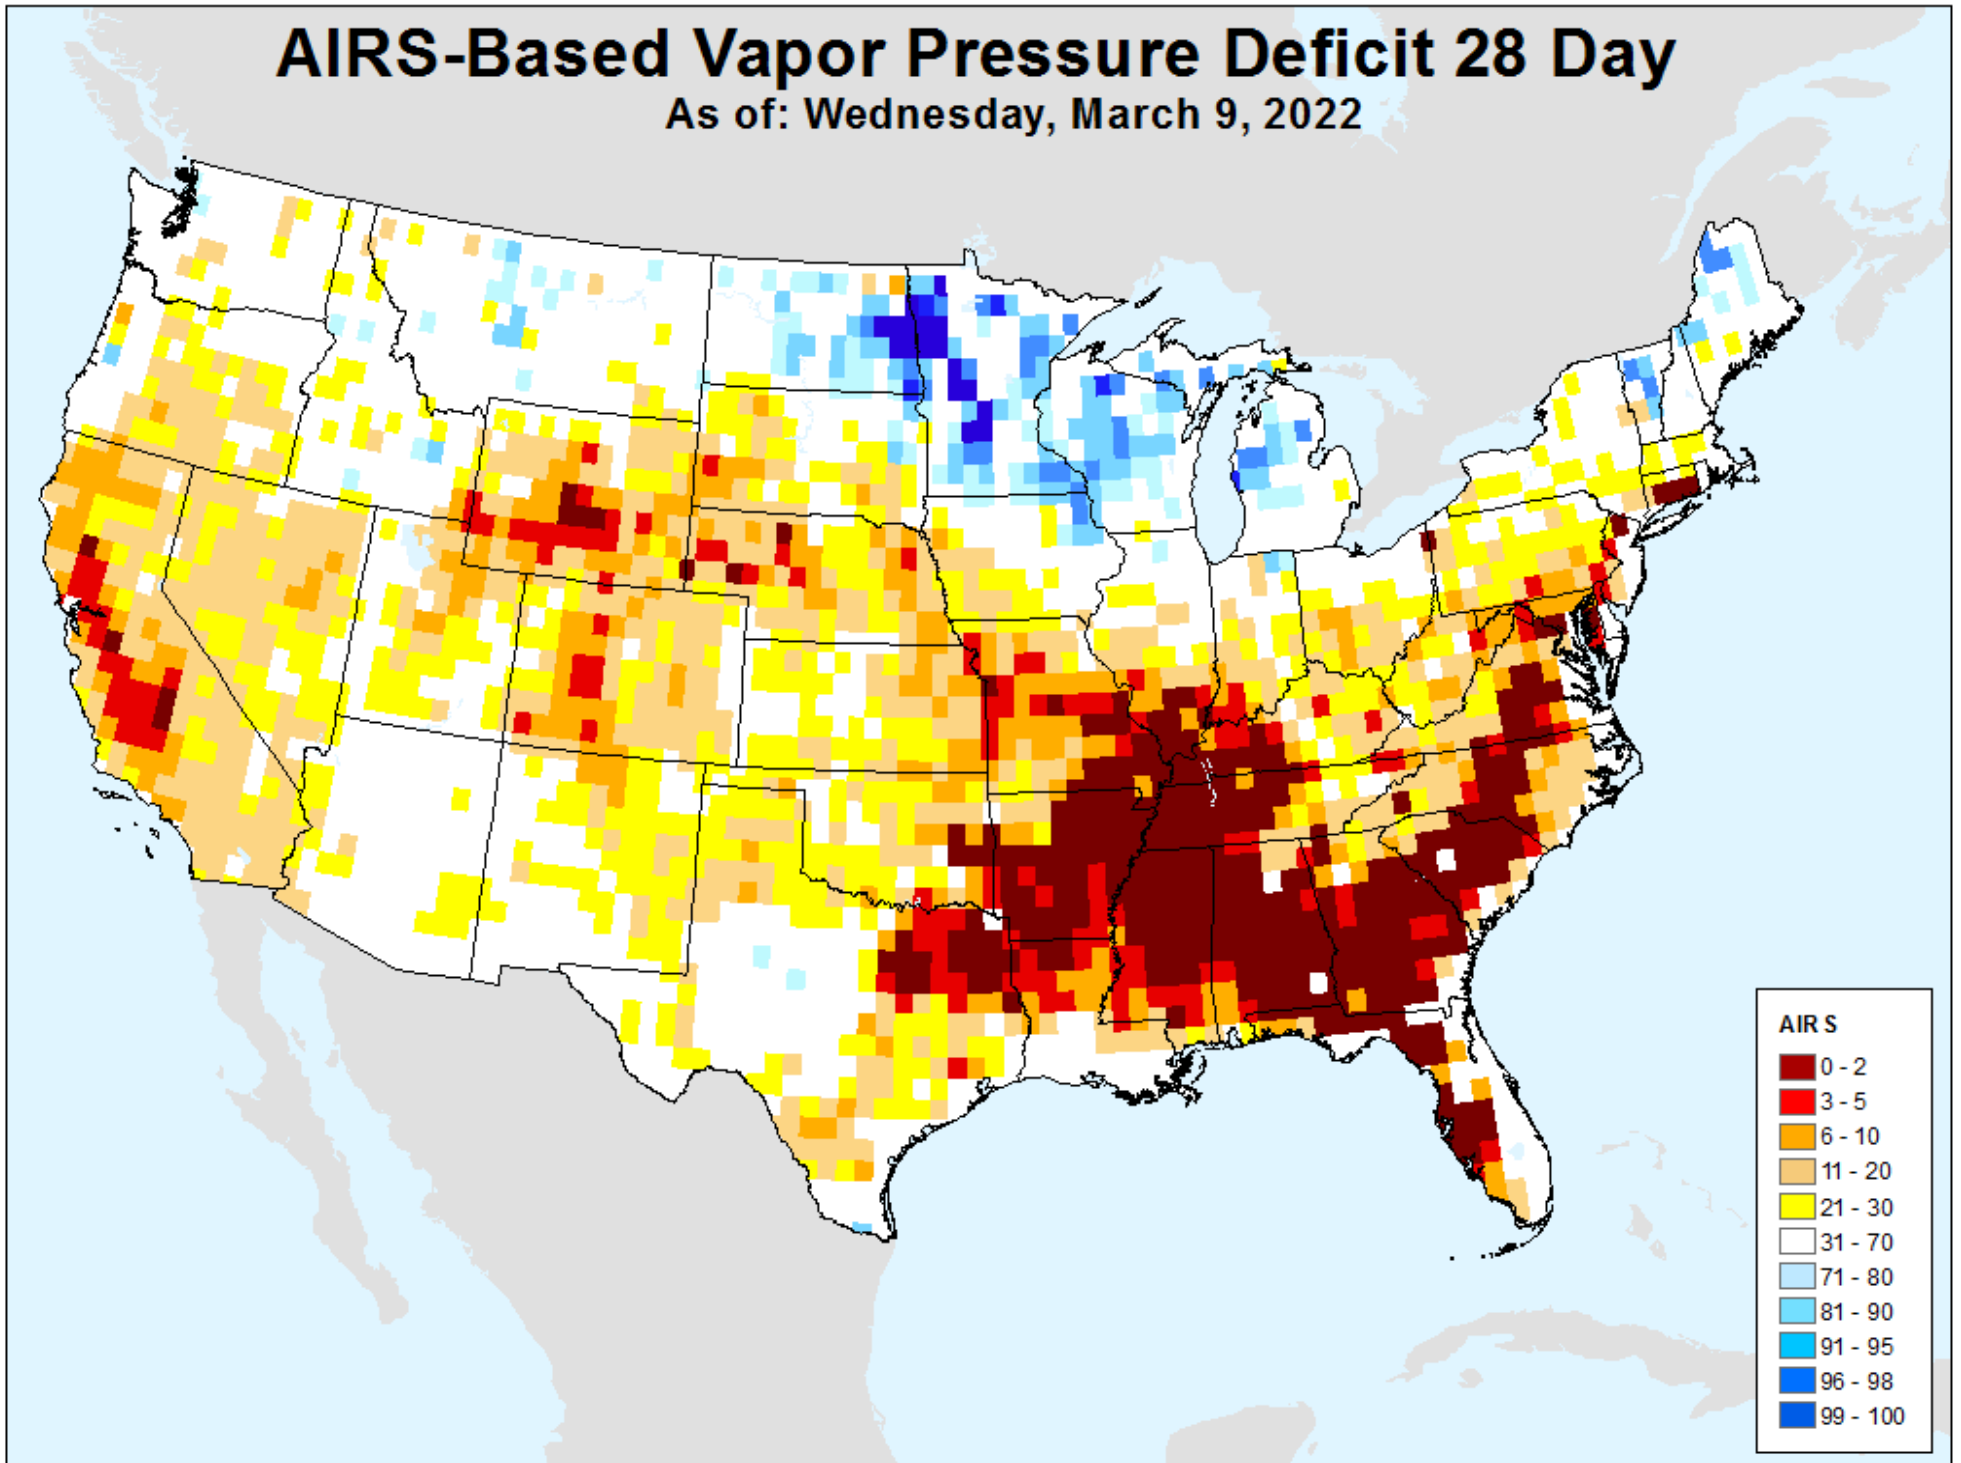 AIRS-Based Vapor Pressure Deficit 28 Day
As of: Wednesday, March 9, 2022
AIRS
0 - 2
3 - 5
6 - 10
11 - 20
21 - 30
31 - 70
71 - 80
81 - 90
91 - 95
96 - 98
99 - 100